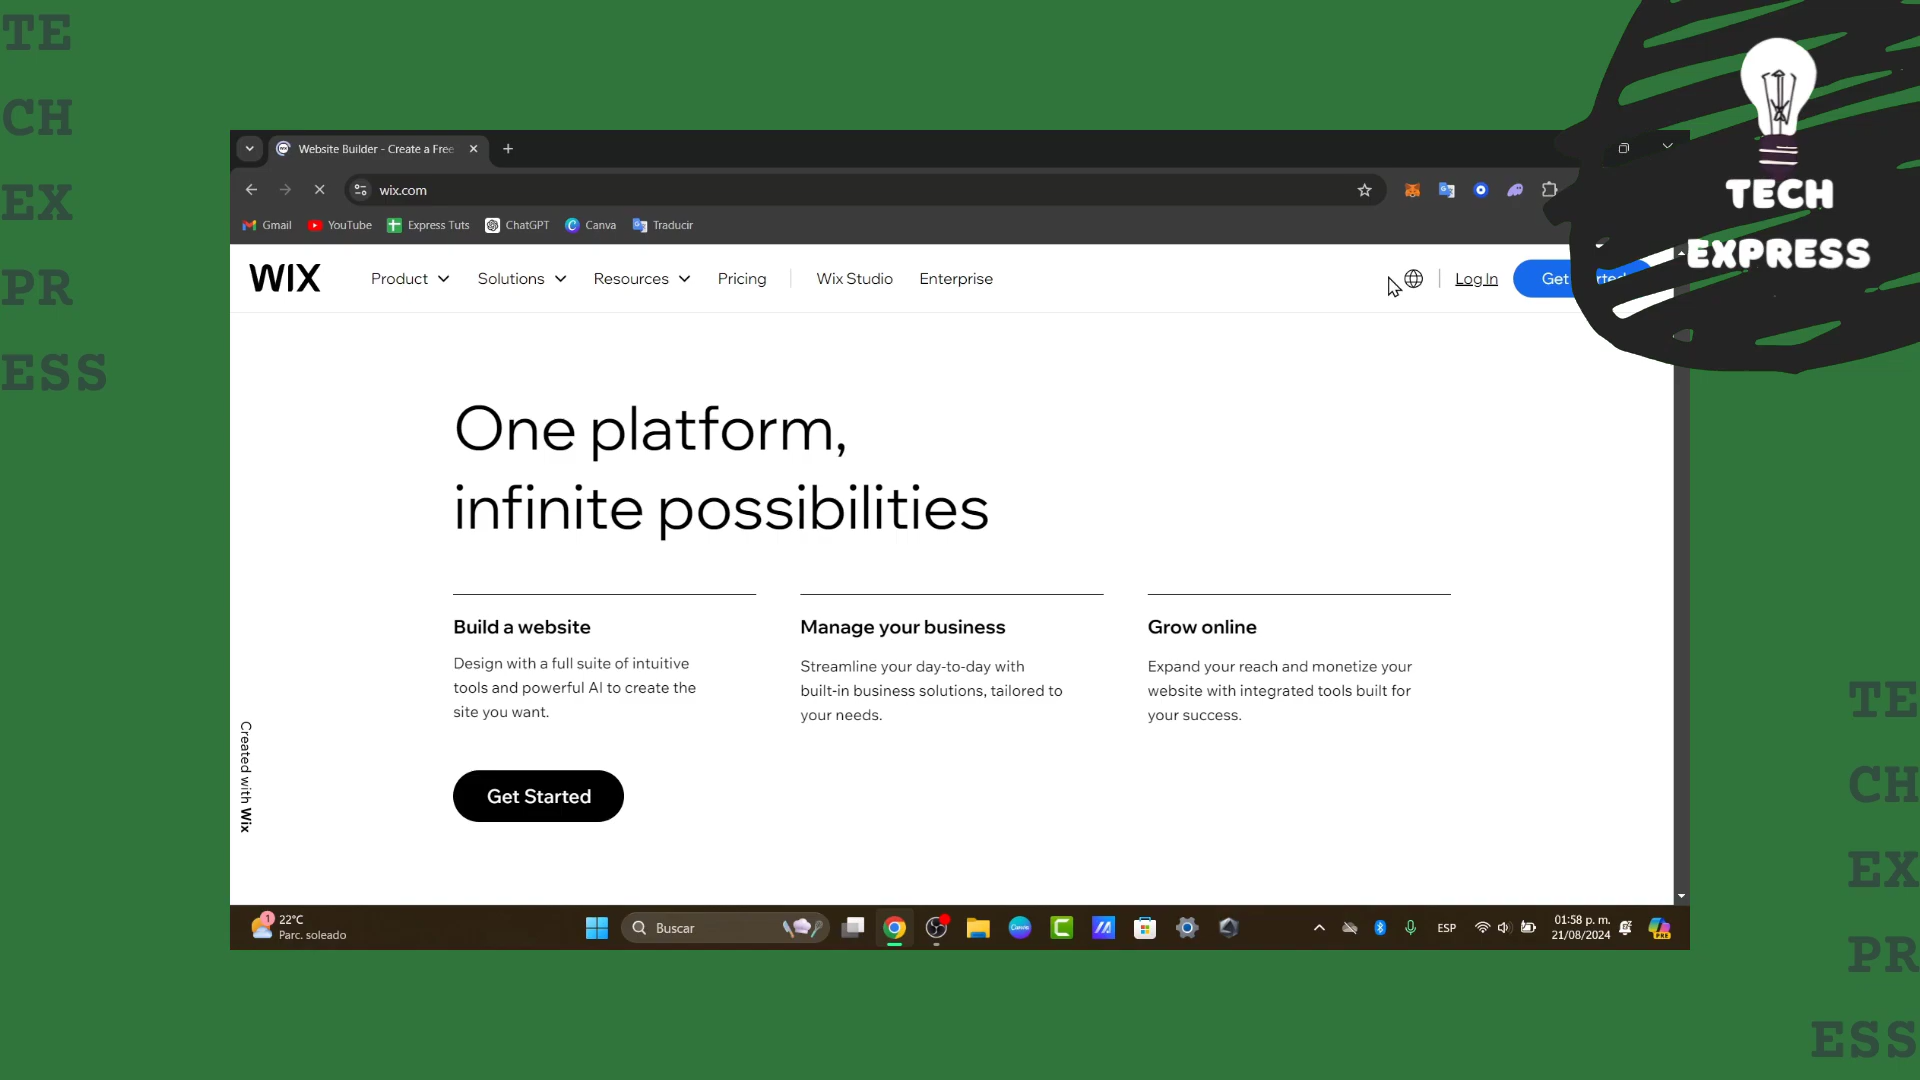 TE
CH
EX
PR
ESS
TECH
EXPRESS
Website Builder - Create a Free
wix.com
Gmail YouTube Express Tuts ChatGPT Canva Traducir
WIX Product Solutions Resources Pricing Wix Studio Enterprise Log In Get
One platform,
infinite possibilities
Build a website
Design with a full suite of intuitive
tools and powerful AI to create the
site you want.
Manage your business
Streamline your day-to-day with
built-in business solutions, tailored to
your needs.
Grow online
Expand your reach and monetize your
website with integrated tools built for
your success.
Get Started
Created with Wix
1
22°C
Parc. soleado
Buscar
Canva
ESP
01:58 p. m.
21/08/2024
PRE
TE
CH
EX
PR
ESS